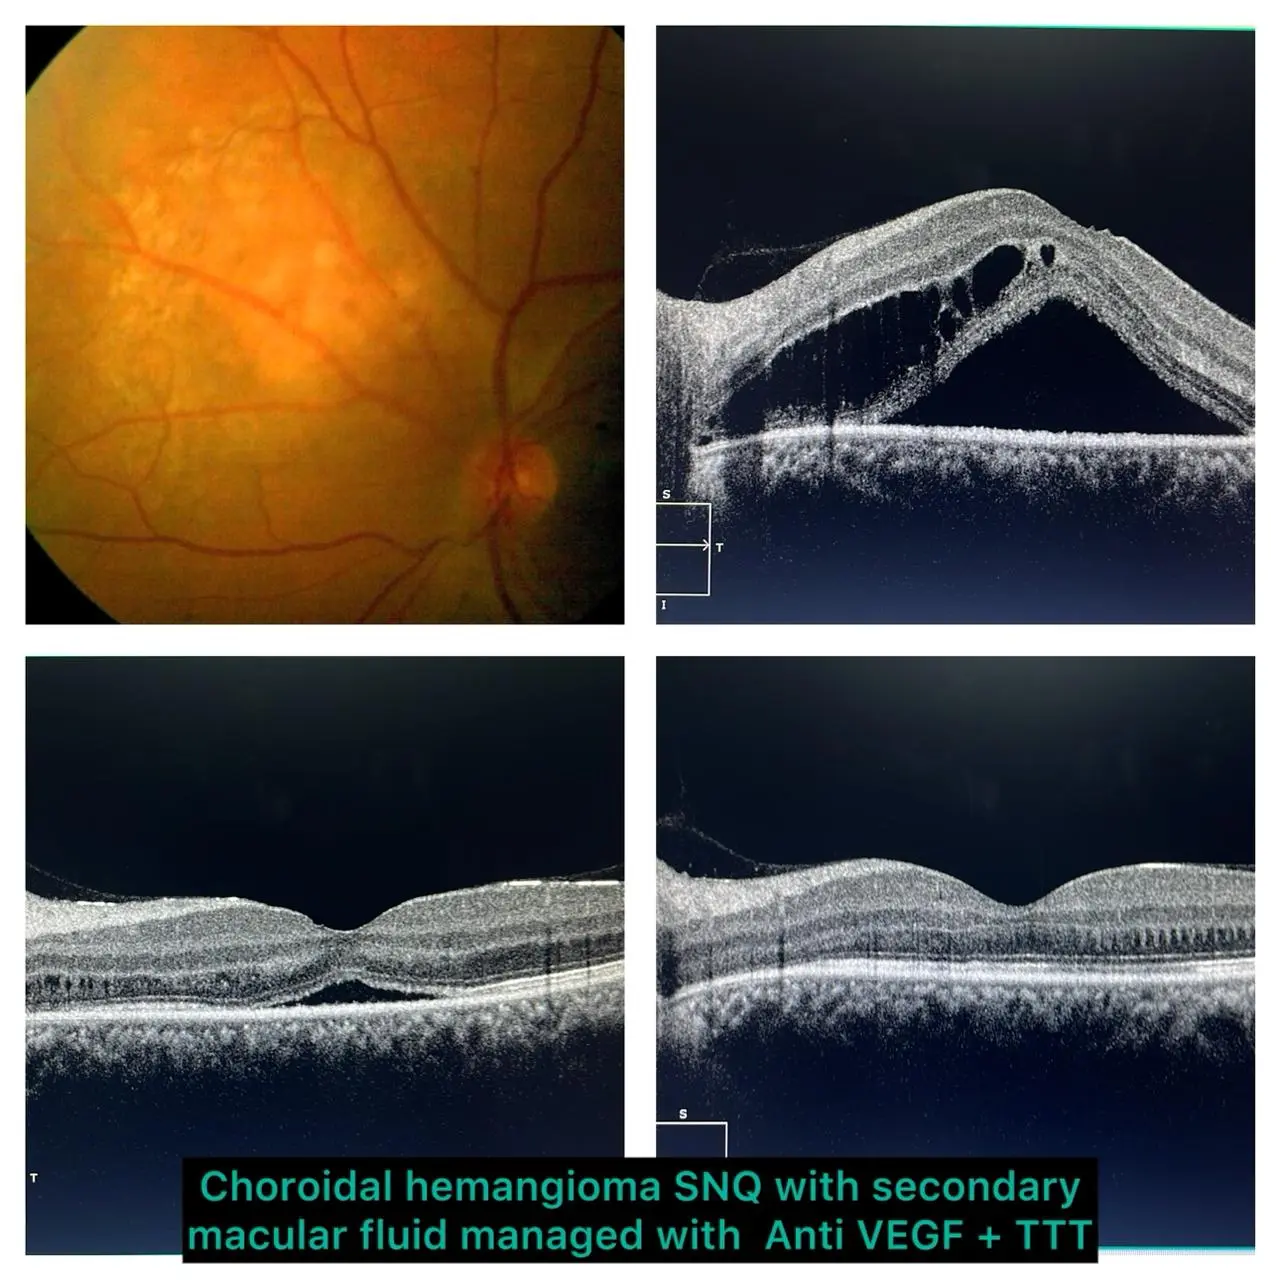 S
T
I
T
S
Choroidal hemangioma SNQ with secondary
macular fluid managed with Anti VEGF + TTT